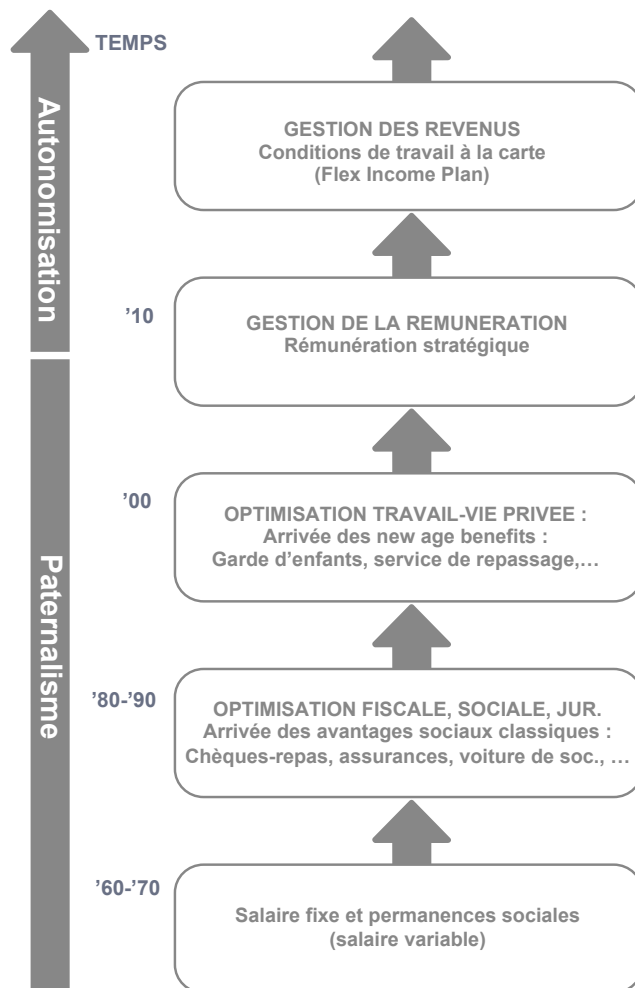 TEMPS
Autonomisation
GESTION DES REVENUS
Conditions de travail à la carte
(Flex Income Plan)
’10
GESTION DE LA REMUNERATION
Rémunération stratégique
’00
OPTIMISATION TRAVAIL-VIE PRIVEE :
Arrivée des new age benefits :
Garde d’enfants, service de repassage,…
Paternalisme
’80-’90
OPTIMISATION FISCALE, SOCIALE, JUR.
Arrivée des avantages sociaux classiques :
Chèques-repas, assurances, voiture de soc., …
’60-’70
Salaire fixe et permanences sociales
(salaire variable)